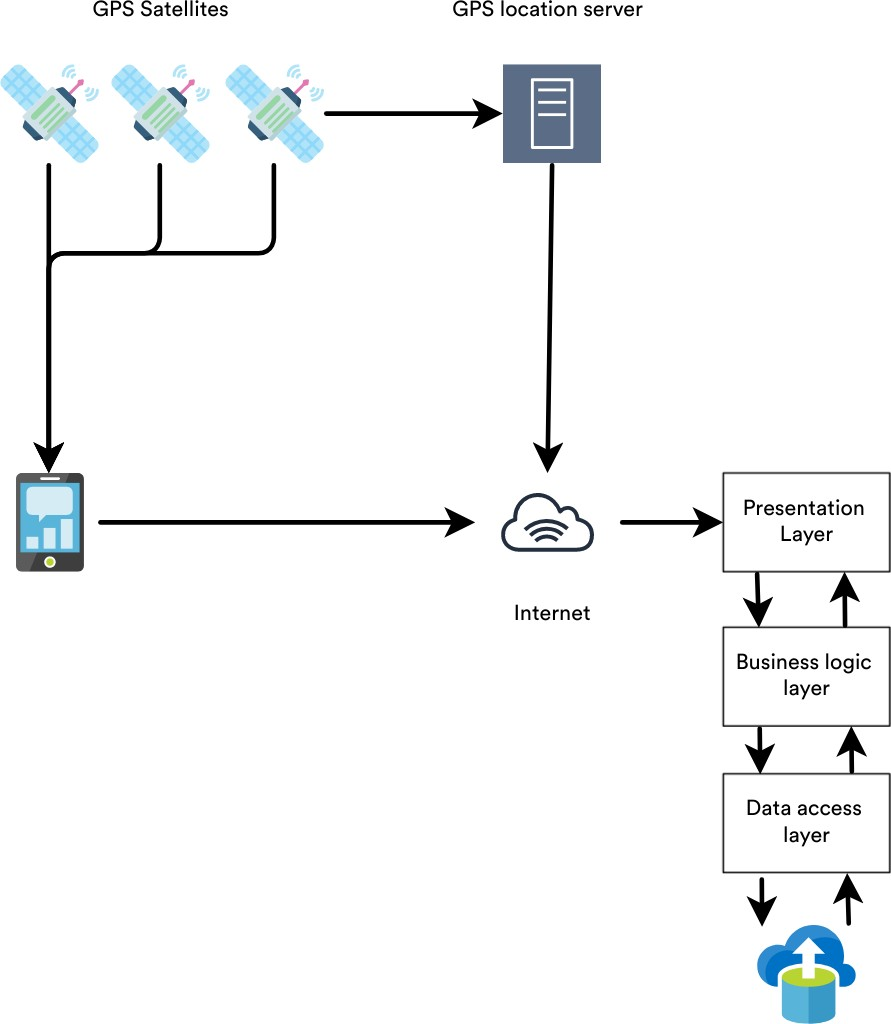 GPS Satellites
GPS location server
Presentation
Layer
Internet
Business logic
layer
Data access
layer